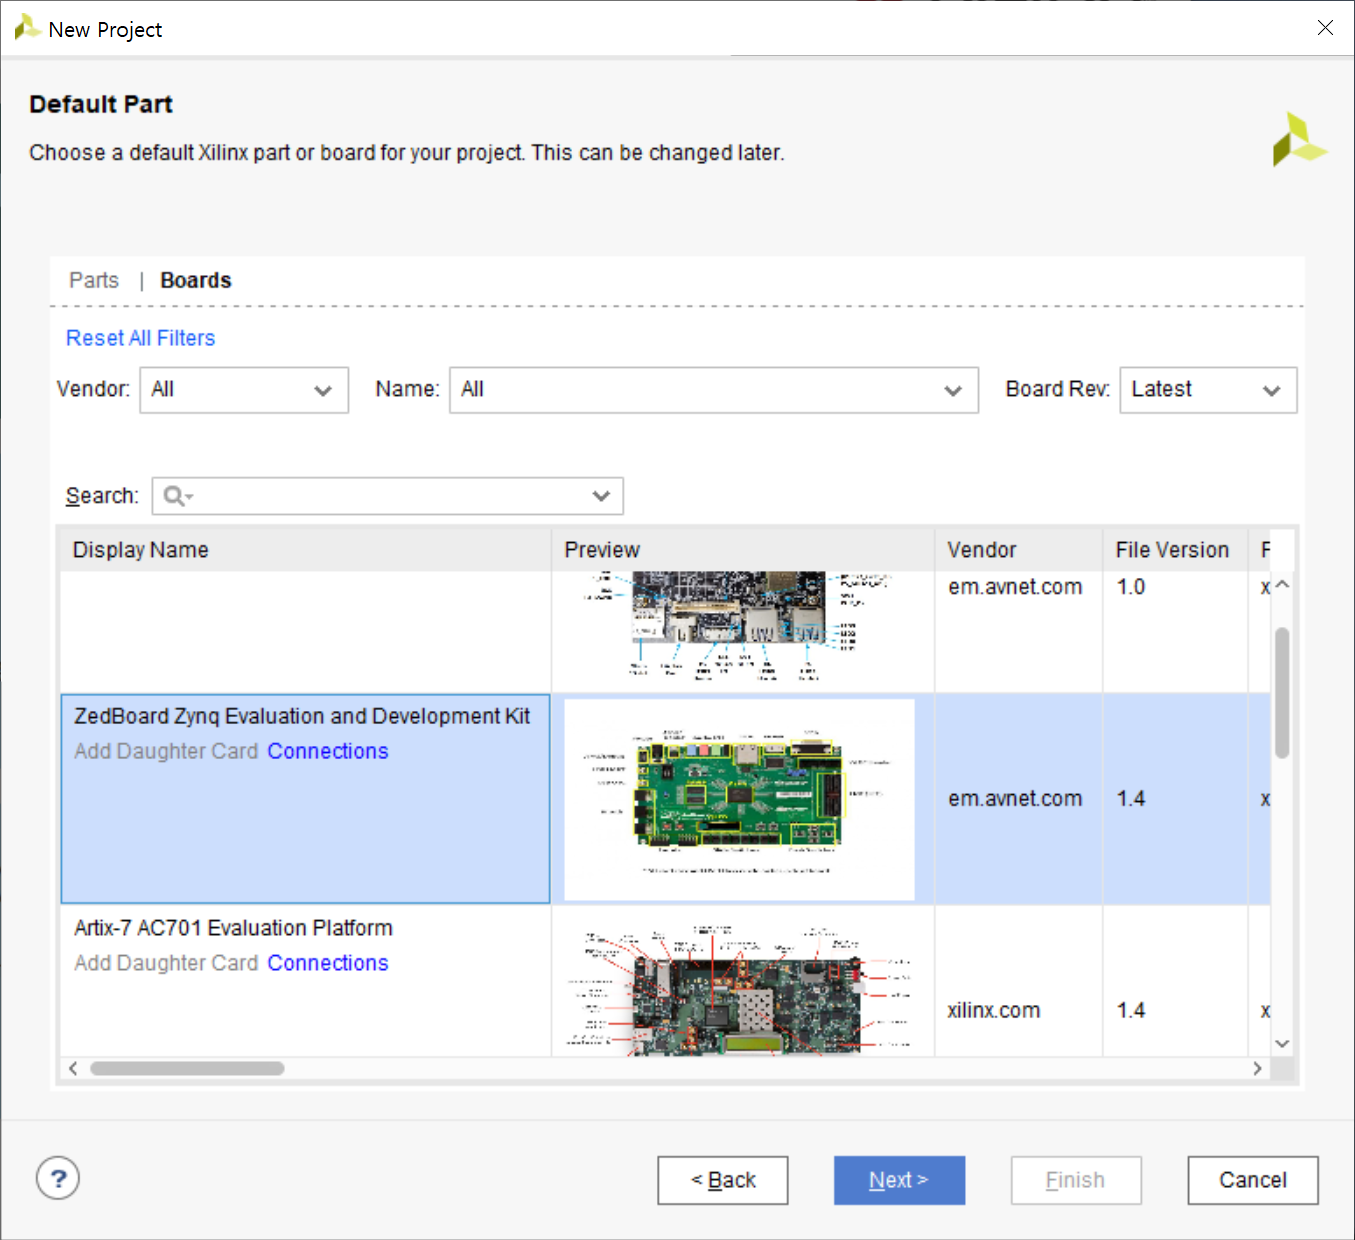 New Project
Default Part
Choose a default Xilinx part or board for your project. This can be changed later.
Parts | Boards
Reset All Filters
Vendor: All Name: All Board Rev: Latest
Search:
Display Name Preview Vendor File Version
em.avnet.com 1.0 x
ZedBoard Zynq Evaluation and Development Kit
Add Daughter Card Connections
em.avnet.com 1.4 x
Artix-7 AC701 Evaluation Platform
Add Daughter Card Connections
xilinx.com 1.4 x
? < Back Next > Finish Cancel